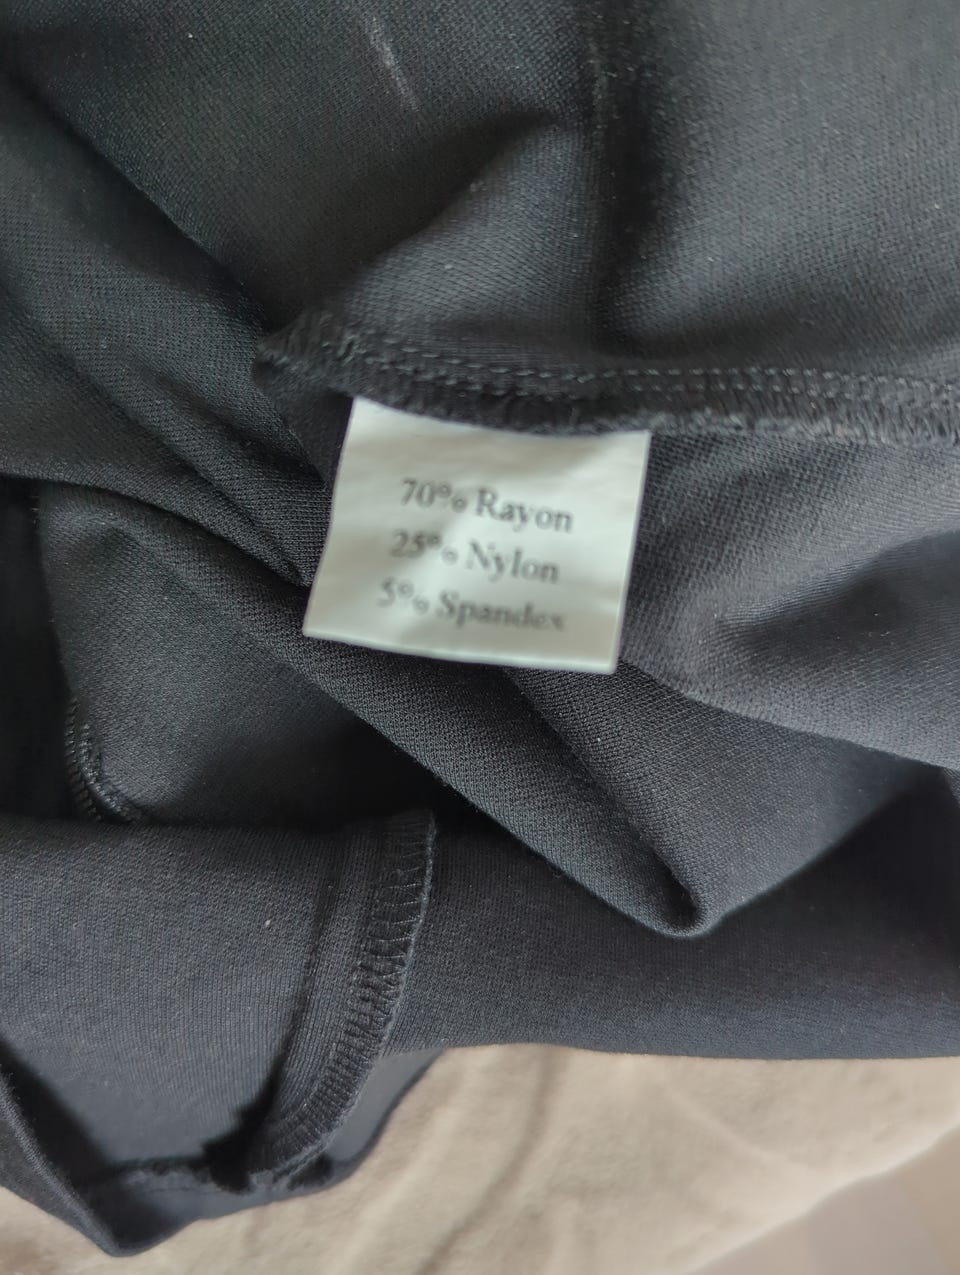 70% Rayon
25% Nylon
5% Spandex